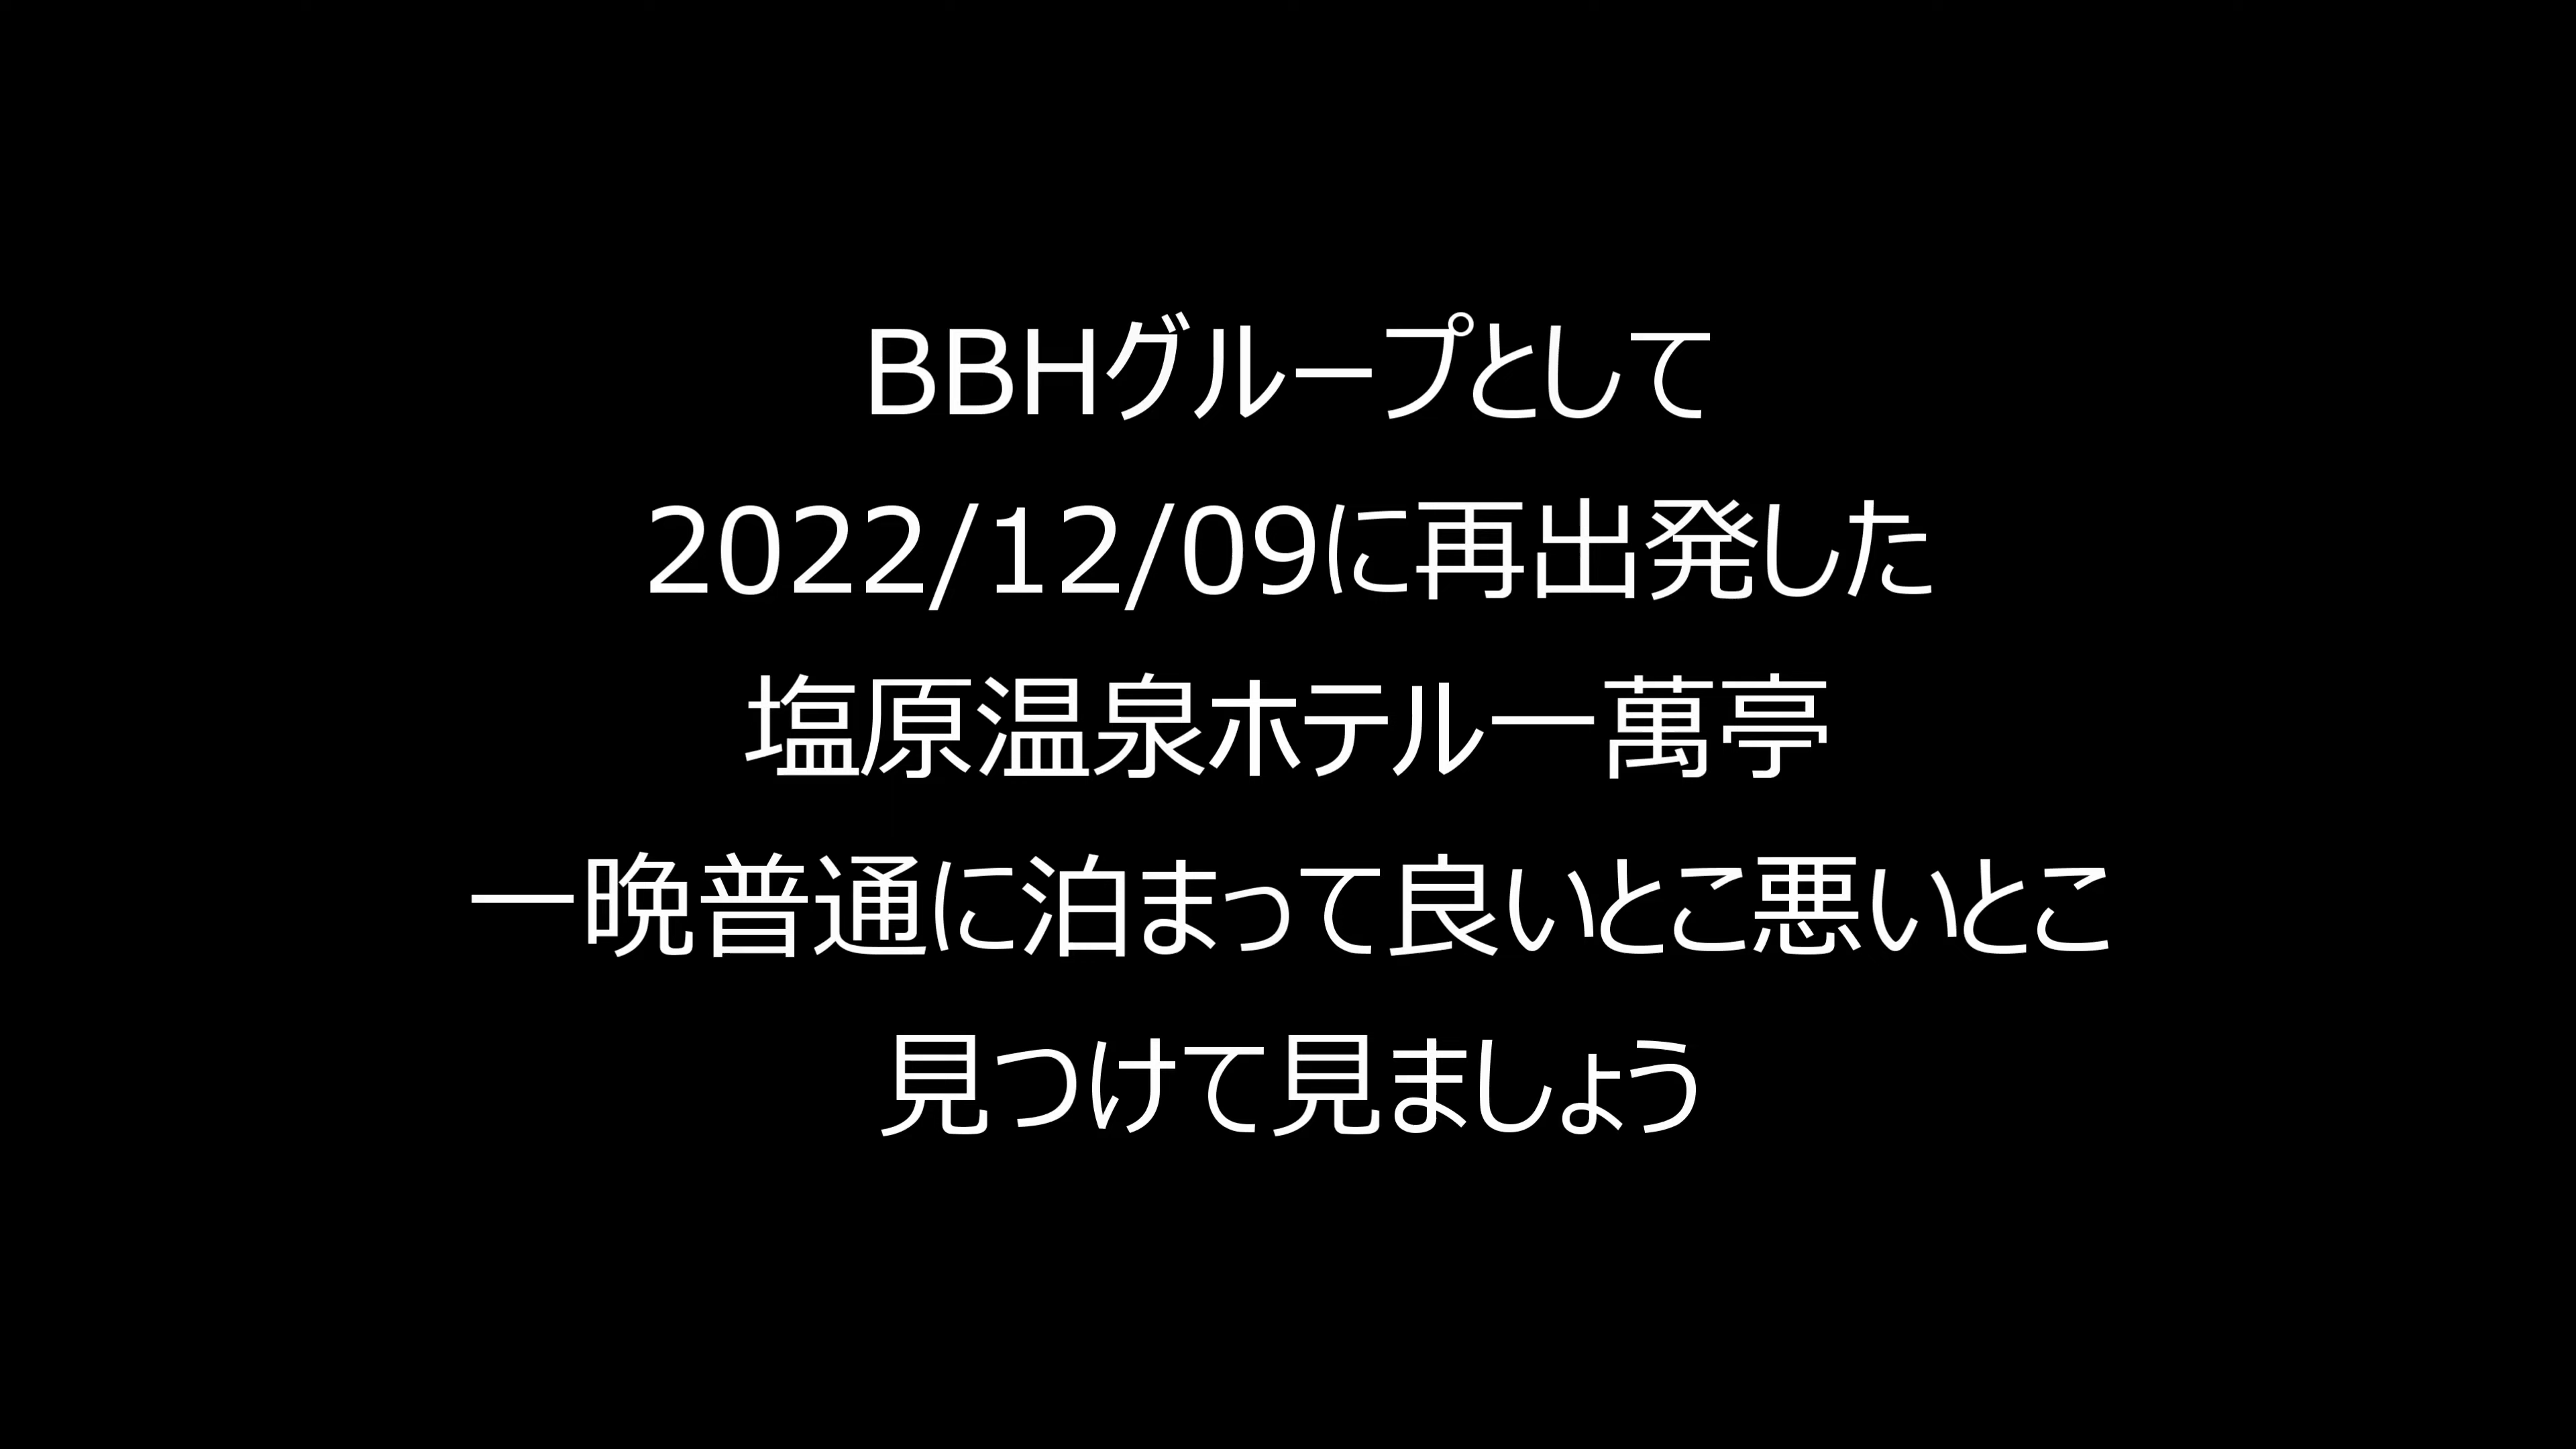 BBHグループとして
2022/12/09に再出発した
塩原温泉ホテル一萬亭
一晩普通に泊まって良いとこ悪いとこ
見つけて見ましょう